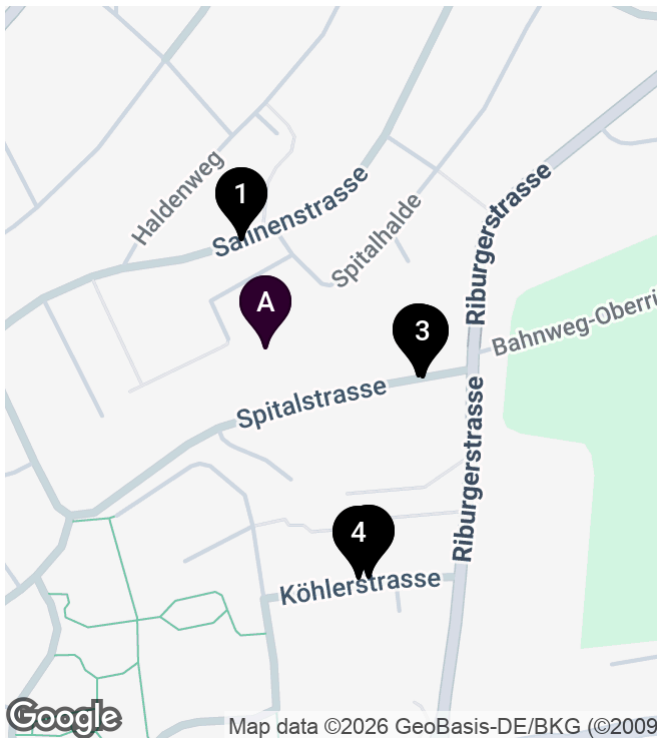 Haldenweg
1
Salinenstrasse
Spitalhalde
Riburgerstrasse
A
3
Bahnweg-Oberri
Spitalstrasse
Riburgerstrasse
4
Köhlerstrasse
Google
Map data ©2026 GeoBasis-DE/BKG (©2009